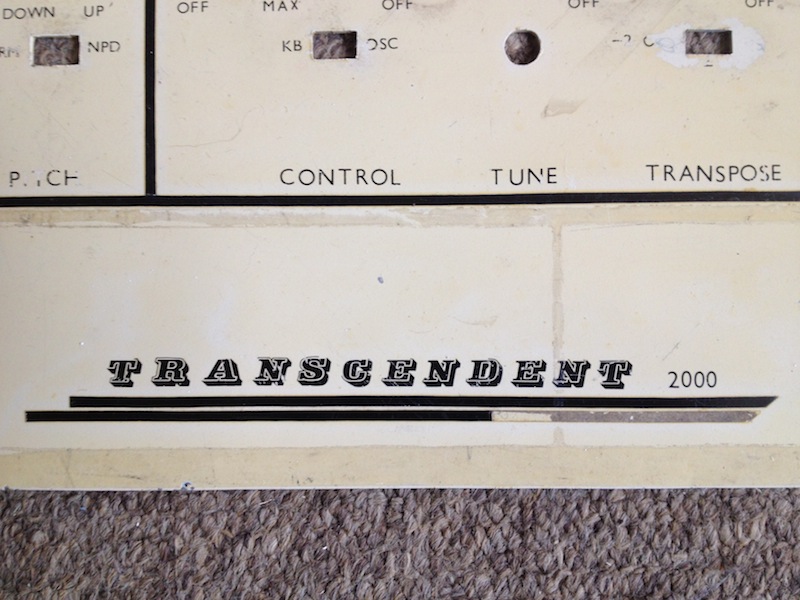 DOWN UP OFF MAX OFF OFF OFF
NPD KB OSC
CONTROL TUNE TRANSPOSE
TRANSCENDENT 2000